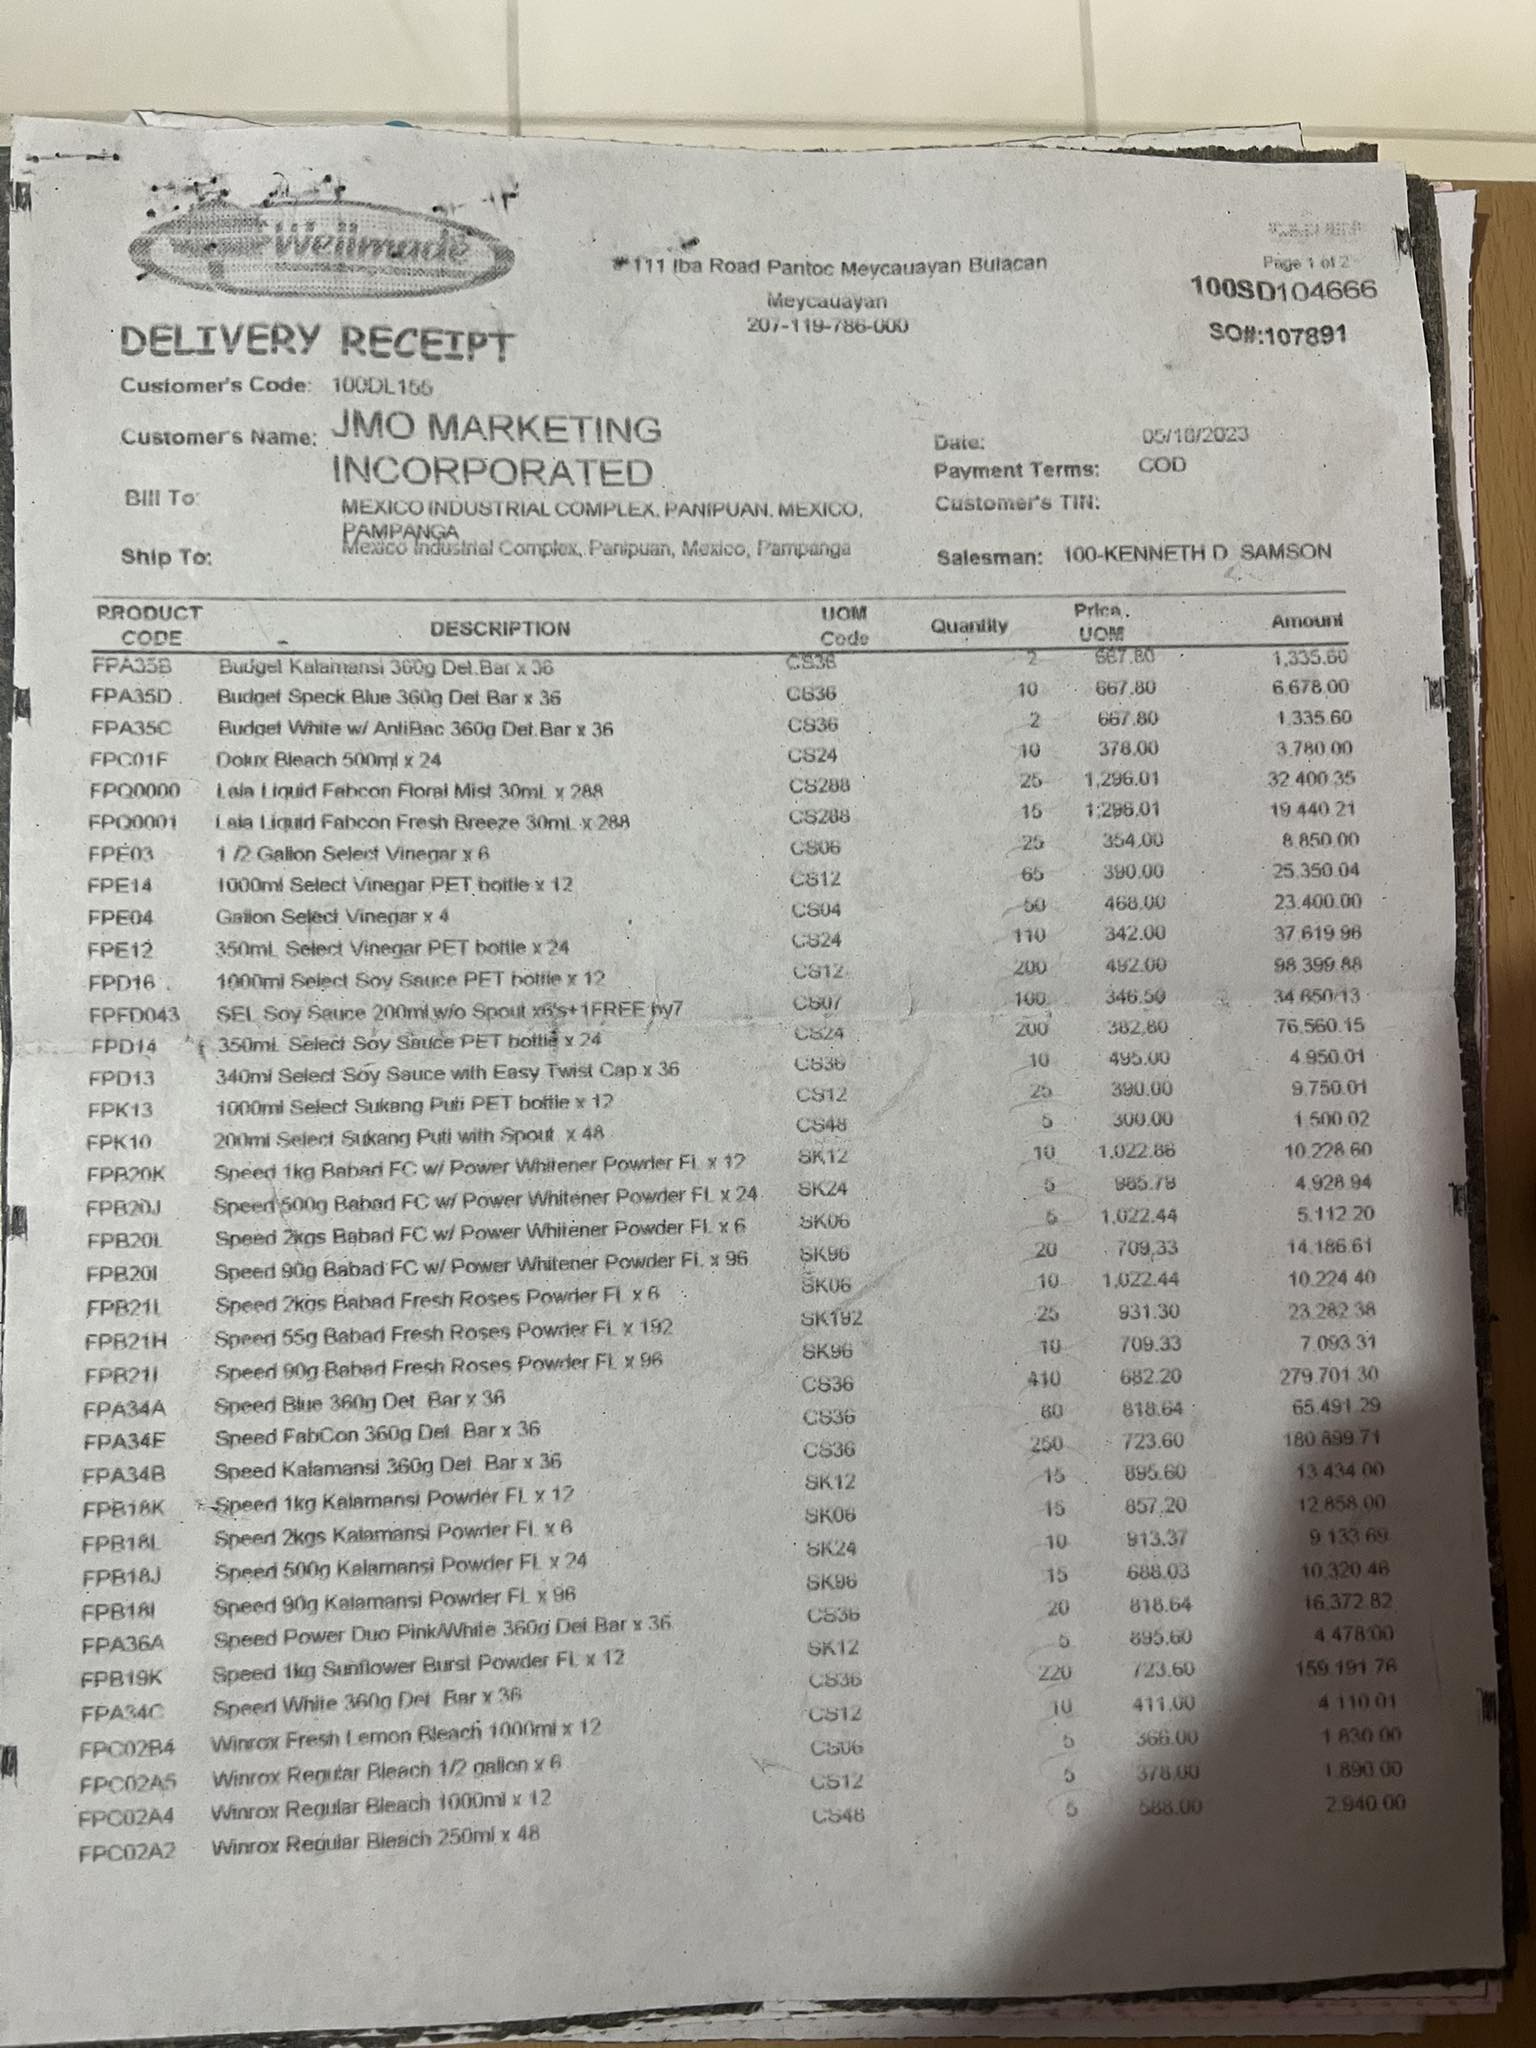 Wellmade
# 111 Iba Road Pantoc Meycauayan Bulacan
Meycauayan
207-119-786-000
Page 1 of 2
100SD104666
SO#:107891
DELIVERY RECEIPT
Customer's Code: 100DL155
Customer's Name: JMO MARKETING INCORPORATED
Bill To: MEXICO INDUSTRIAL COMPLEX, PANIPUAN, MEXICO, PAMPANGA
Ship To: Mexico Industrial Complex, Panipuan, Mexico, Pampanga
Date: 05/18/2023
Payment Terms: COD
Customer's TIN:
Salesman: 100-KENNETH D. SAMSON
PRODUCT CODE DESCRIPTION UOM Code Quantity Price UOM Amount
FPA35B Budget Kalamansi 360g Det.Bar x 36 CS36 2 667.80 1,335.60
FPA35D Budget Speck Blue 360g Det.Bar x 36 CS36 10 667.80 6,678.00
FPA35C Budget White w/ AntiBac 360g Det.Bar x 36 CS36 2 667.80 1,335.60
FPC01F Dolux Bleach 500ml x 24 CS24 10 378.00 3,780.00
FPQ0000 Lala Liquid Fabcon Floral Mist 30mL x 288 CS288 25 1,296.01 32,400.35
FPQ0001 Lala Liquid Fabcon Fresh Breeze 30mL x 288 CS288 15 1,296.01 19,440.21
FPE03 1 /2 Gallon Select Vinegar x 6 CS06 25 354.00 8,850.00
FPE14 1000ml Select Vinegar PET bottle x 12 CS12 65 390.00 25,350.04
FPE04 Gallon Select Vinegar x 4 CS04 50 468.00 23,400.00
FPE12 350mL Select Vinegar PET bottle x 24 CS24 110 342.00 37,619.96
FPD16 1000ml Select Soy Sauce PET bottle x 12 CS12 200 492.00 98,399.88
FPFD043 SEL Soy Sauce 200ml w/o Spout x6's+1FREE by7 CS07 100 346.50 34,650.13
FPD14 350mL Select Soy Sauce PET bottle x 24 CS24 200 382.80 76,560.15
FPD13 340ml Select Soy Sauce with Easy Twist Cap x 36 CS36 10 495.00 4,950.01
FPK13 1000ml Select Sukang Puti PET bottle x 12 CS12 25 390.00 9,750.01
FPK10 200ml Select Sukang Puti with Spout x 48 CS48 5 300.00 1,500.02
FPB20K Speed 1kg Babad FC w/ Power Whitener Powder FL x 12 SK12 10 1,022.86 10,228.60
FPB20J Speed 500g Babad FC w/ Power Whitener Powder FL x 24 SK24 5 985.79 4,928.94
FPB20L Speed 2kgs Babad FC w/ Power Whitener Powder FL x 6 SK06 5 1,022.44 5,112.20
FPB20I Speed 90g Babad FC w/ Power Whitener Powder FL x 96 SK96 20 709.33 14,186.61
FPB21L Speed 2kgs Babad Fresh Roses Powder FL x 6 SK06 10 1,022.44 10,224.40
FPB21H Speed 55g Babad Fresh Roses Powder FL x 192 SK192 25 931.30 23,282.38
FPB21I Speed 90g Babad Fresh Roses Powder FL x 96 SK96 10 709.33 7,093.31
FPA34A Speed Blue 360g Det. Bar x 36 CS36 410 682.20 279,701.30
FPA34E Speed FabCon 360g Det. Bar x 36 CS36 80 818.64 65,491.29
FPA34B Speed Kalamansi 360g Det. Bar x 36 CS36 250 723.60 180,899.71
FPB18K Speed 1kg Kalamansi Powder FL x 12 SK12 15 895.60 13,434.00
FPB18L Speed 2kgs Kalamansi Powder FL x 6 SK06 15 857.20 12,858.00
FPB18J Speed 500g Kalamansi Powder FL x 24 SK24 10 913.37 9,133.69
FPB18I Speed 90g Kalamansi Powder FL x 96 SK96 15 688.03 10,320.46
FPA36A Speed Power Duo Pink/White 360g Det Bar x 36 CS36 20 818.64 16,372.82
FPB19K Speed 1kg Sunflower Burst Powder FL x 12 SK12 5 895.60 4,478.00
FPA34C Speed White 360g Det. Bar x 36 CS36 220 723.60 159,191.76
FPC02B4 Winrox Fresh Lemon Bleach 1000ml x 12 CS12 10 411.00 4,110.01
FPC02A5 Winrox Regular Bleach 1/2 gallon x 6 CS06 5 366.00 1,830.00
FPC02A4 Winrox Regular Bleach 1000ml x 12 CS12 5 378.00 1,890.00
FPC02A2 Winrox Regular Bleach 250ml x 48 CS48 5 588.00 2,940.00